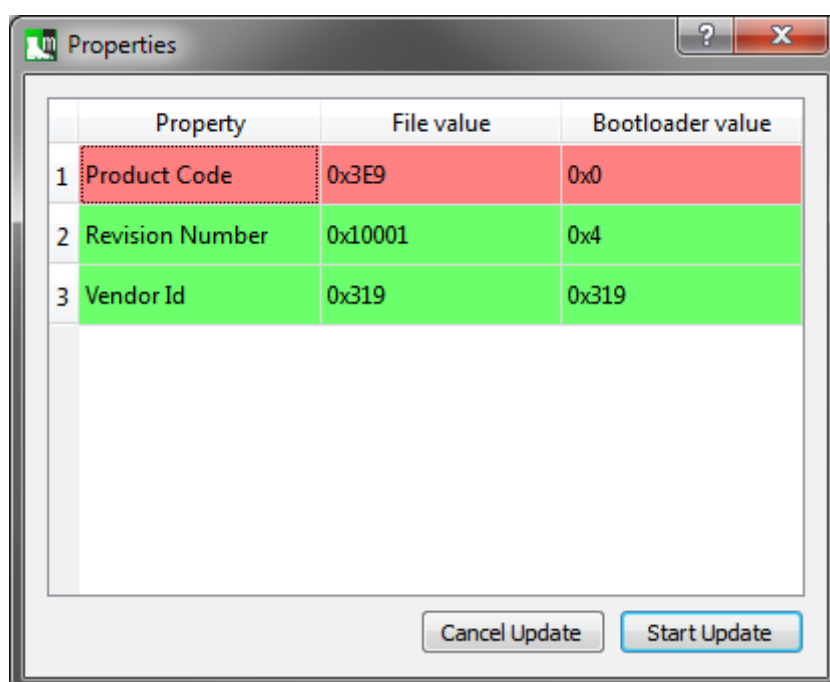 Properties
Property File value Bootloader value
1 Product Code 0x3E9 0x0
2 Revision Number 0x10001 0x4
3 Vendor Id 0x319 0x319
Cancel Update Start Update